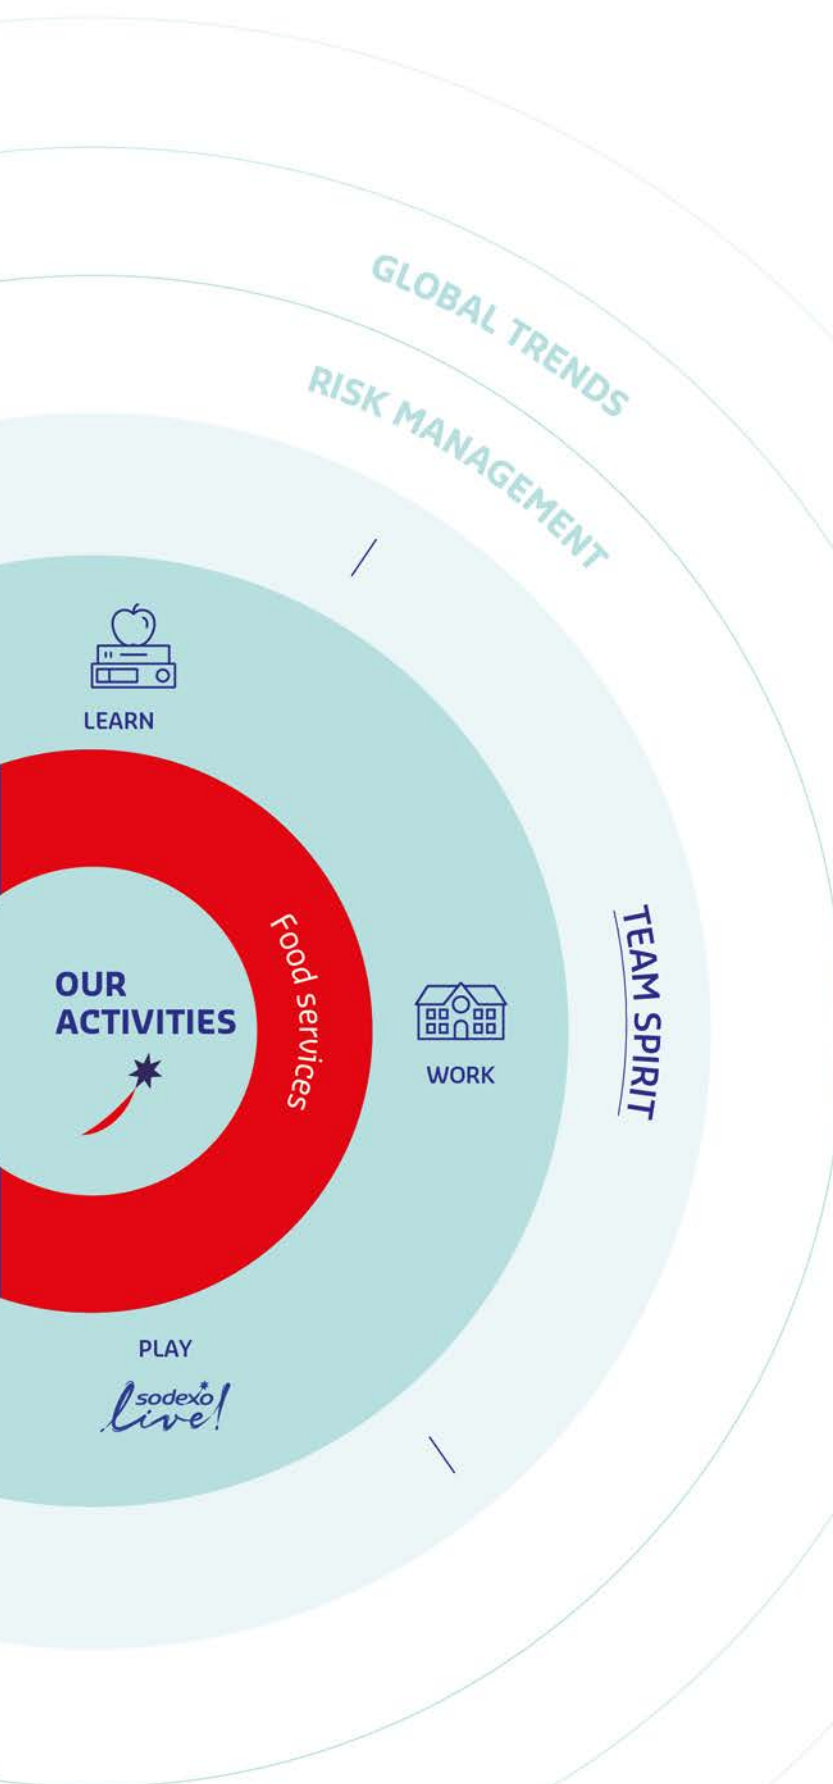 GLOBAL TRENDS
RISK MANAGEMENT
LEARN
Food services
OUR
ACTIVITIES
WORK
TEAM SPIRIT
PLAY
sodexo
live!